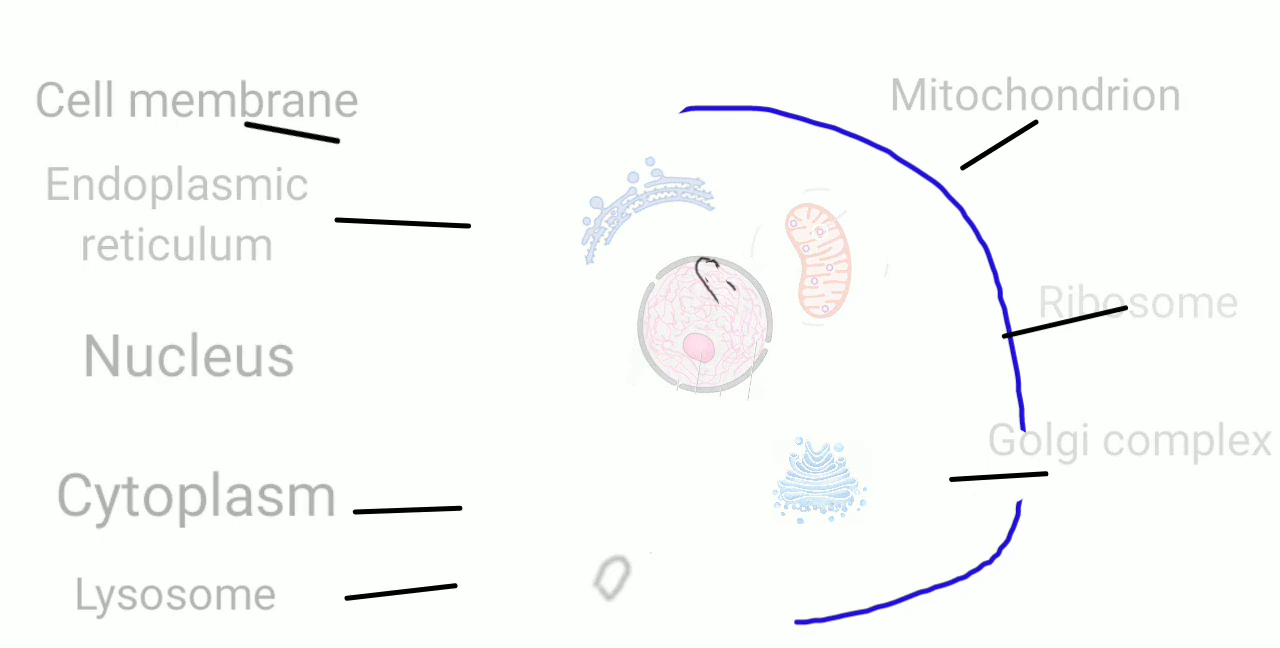 Cell membrane
Endoplasmic
reticulum
Nucleus
Cytoplasm
Lysosome
Mitochondrion
Ribosome
Golgi complex